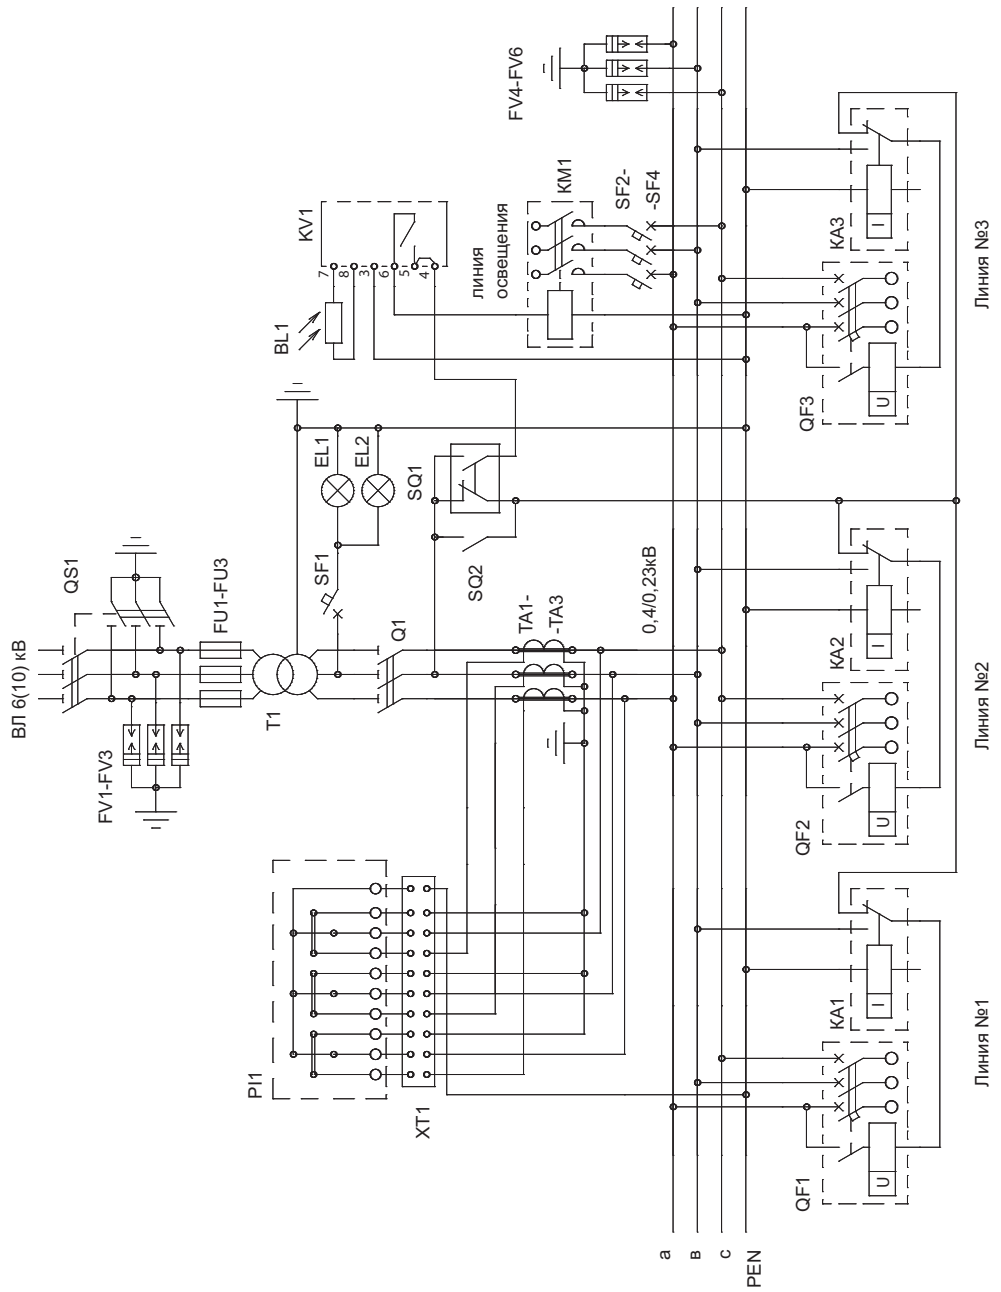 ВЛ 6(10) кВ
QS1
FV1-FV3
FU1-FU3
T1
SF1
EL1
EL2
Q1
SQ1
SQ2
TA1-
-TA3
0,4/0,23кВ
BL1
KV1
7
8
3
6
5
4
ЛИНИЯ
ОСВЕЩЕНИЯ
KM1
SF2-
-SF4
FV4-FV6
PI1
XT1
а
в
с
PEN
QF1
U
KA1
I
Линия №1
QF2
U
KA2
I
Линия №2
QF3
U
KA3
I
Линия №3